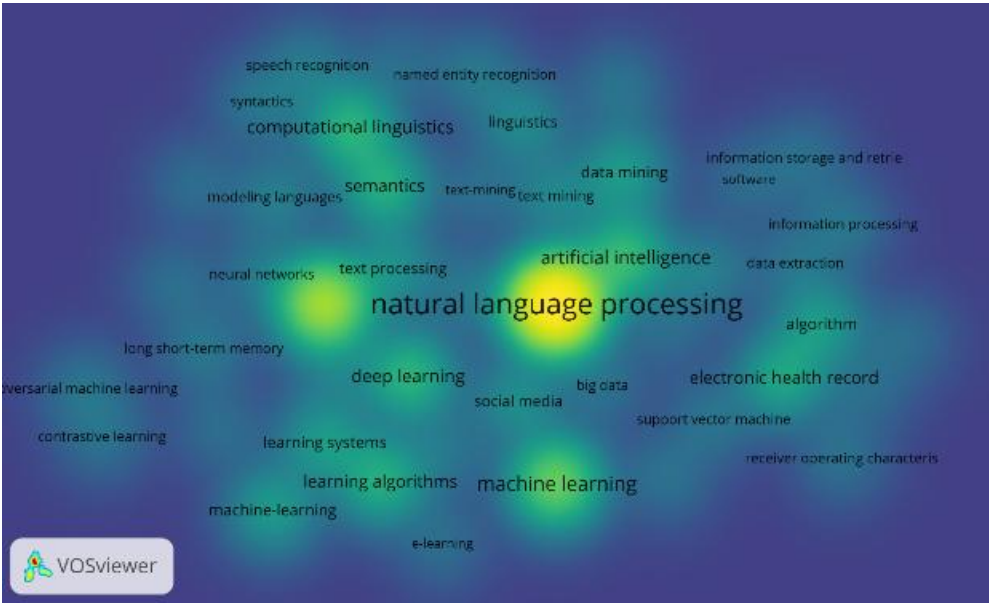 speech recognition
named entity recognition
syntactics
computational linguistics
linguistics
data mining
information storage and retrie
software
modeling languages
semantics
text-mining
text mining
information processing
artificial intelligence
data extraction
neural networks
text processing
natural language processing
algorithm
long short-term memory
deep learning
electronic health record
big data
versarial machine learning
social media
support vector machine
contrastive learning
learning systems
receiver operating characteris
learning algorithms
machine learning
machine-learning
e-learning
VOSviewer